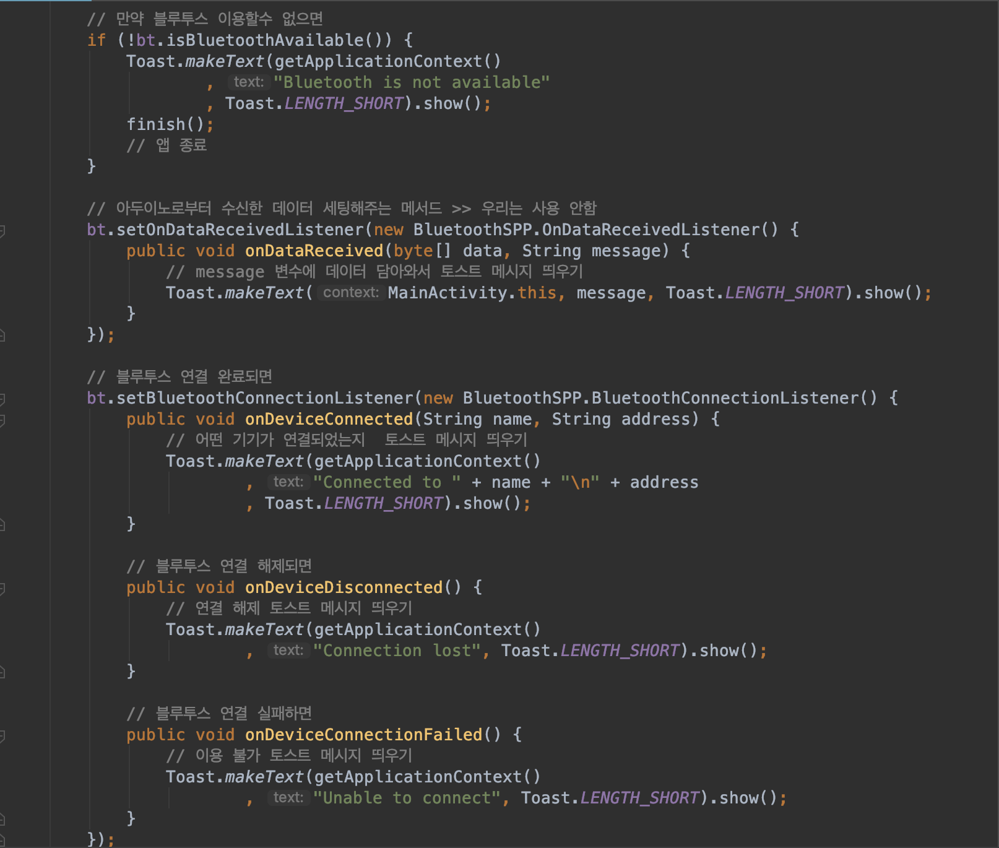 // 만약 블루투스 이용할수 없으면
if (!bt.isBluetoothAvailable()) {
Toast.makeText(getApplicationContext()
, text: "Bluetooth is not available"
, Toast.LENGTH_SHORT).show();
finish();
// 앱 종료
}
// 아두이노로부터 수신한 데이터 세팅해주는 메서드 >> 우리는 사용 안함
bt.setOnDataReceivedListener(new BluetoothSPP.OnDataReceivedListener() {
public void onDataReceived(byte[] data, String message) {
// message 변수에 데이터 담아와서 토스트 메시지 띄우기
Toast.makeText( context: MainActivity.this, message, Toast.LENGTH_SHORT).show();
}
});
// 블루투스 연결 완료되면
bt.setBluetoothConnectionListener(new BluetoothSPP.BluetoothConnectionListener() {
public void onDeviceConnected(String name, String address) {
// 어떤 기기가 연결되었는지  토스트 메시지 띄우기
Toast.makeText(getApplicationContext()
, text: "Connected to " + name + "\n" + address
, Toast.LENGTH_SHORT).show();
}
// 블루투스 연결 해제되면
public void onDeviceDisconnected() {
// 연결 해제 토스트 메시지 띄우기
Toast.makeText(getApplicationContext()
, text: "Connection lost", Toast.LENGTH_SHORT).show();
}
// 블루투스 연결 실패하면
public void onDeviceConnectionFailed() {
// 이용 불가 토스트 메시지 띄우기
Toast.makeText(getApplicationContext()
, text: "Unable to connect", Toast.LENGTH_SHORT).show();
}
});